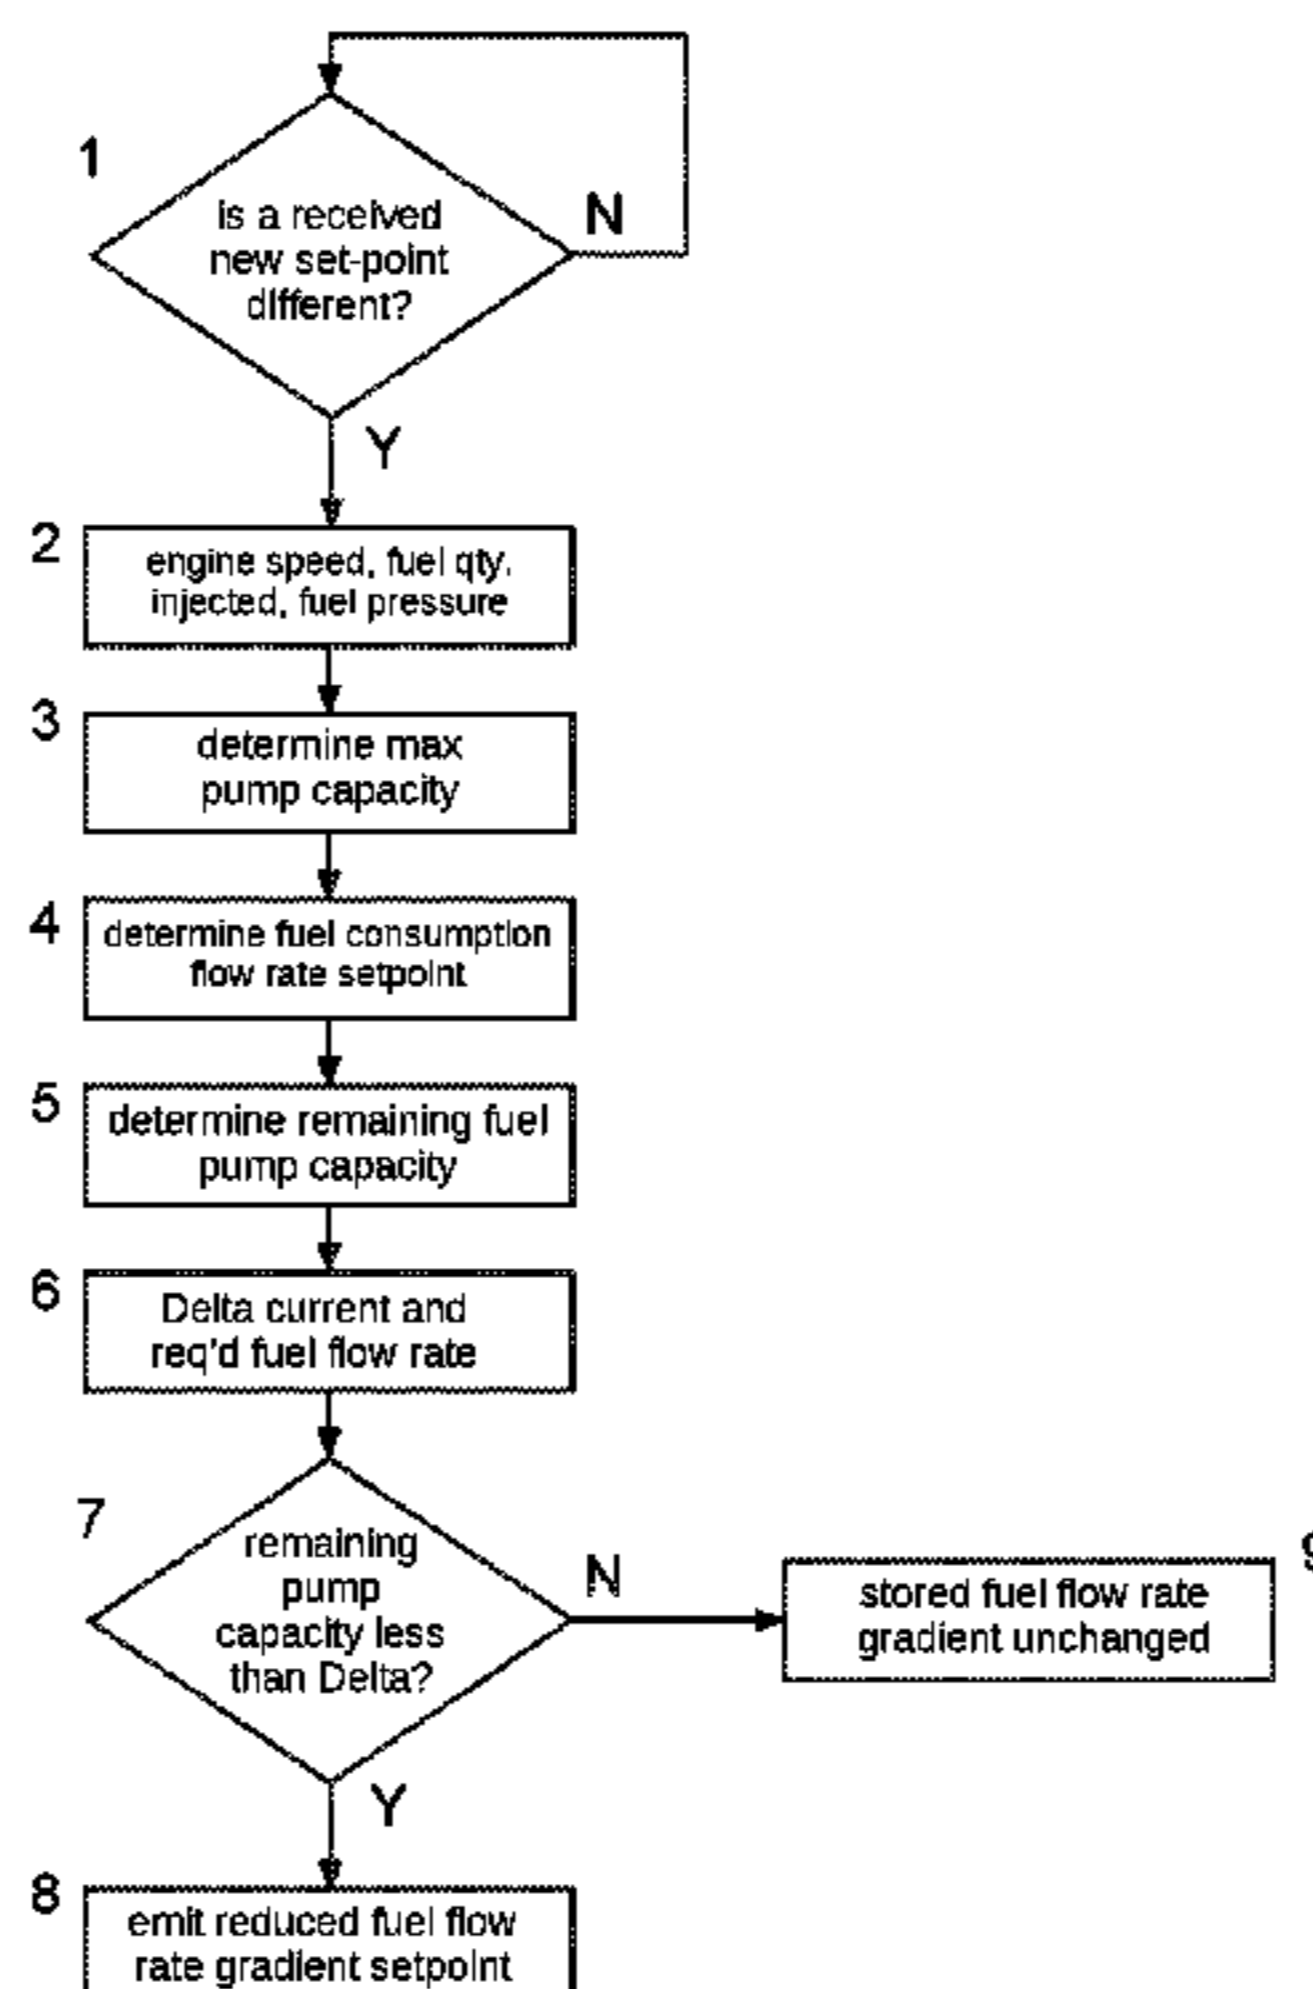 1
is a received
new set-point
different?
N
Y
2
engine speed, fuel qty.
injected, fuel pressure
3
determine max
pump capacity
4
determine fuel consumption
flow rate setpoint
5
determine remaining fuel
pump capacity
6
Delta current and
req'd fuel flow rate
7
remaining
pump
capacity less
than Delta?
N
9
stored fuel flow rate
gradient unchanged
Y
8
emit reduced fuel flow
rate gradient setpoint